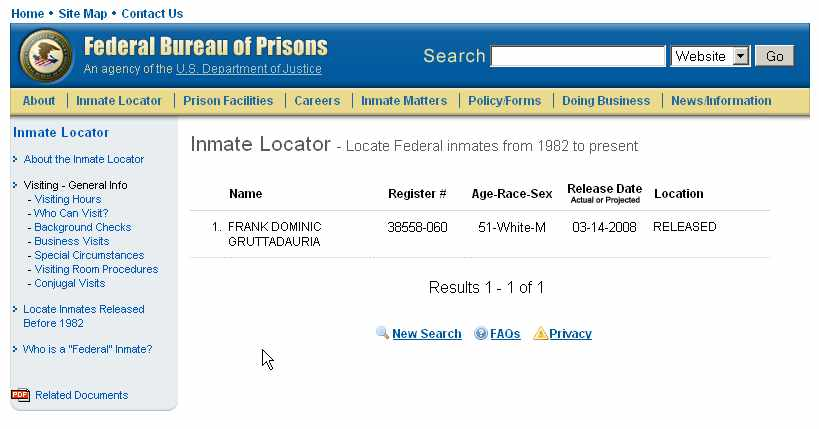 Home • Site Map • Contact Us
Federal Bureau of Prisons
An agency of the U.S. Department of Justice
Search Website Go
About Inmate Locator Prison Facilities Careers Inmate Matters Policy/Forms Doing Business News/Information
Inmate Locator
About the Inmate Locator
Visiting - General Info
- Visiting Hours
- Who Can Visit?
- Background Checks
- Business Visits
- Special Circumstances
- Visiting Room Procedures
- Conjugal Visits
Locate Inmates Released
Before 1982
Who is a "Federal" Inmate?
PDF Related Documents
Inmate Locator - Locate Federal inmates from 1982 to present
Name Register # Age-Race-Sex Release Date Location
Actual or Projected
1. FRANK DOMINIC 38558-060 51-White-M 03-14-2008 RELEASED
GRUTTADAURIA
Results 1 - 1 of 1
New Search FAQs Privacy